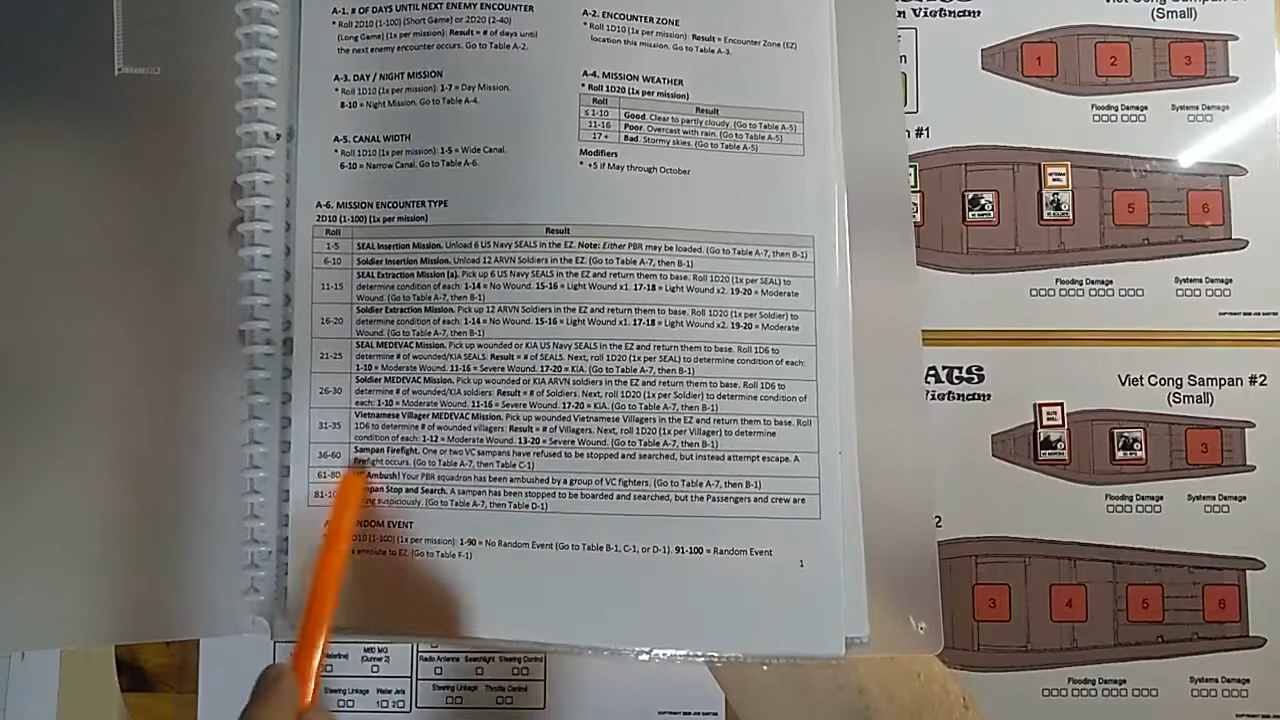 A-1. # OF DAYS UNTIL NEXT ENEMY ENCOUNTER
* Roll 2D10 (1-100) (Short Game) or 2D20 (2-40)
(Long Game) (1x per mission): Result = # of days until
the next enemy encounter occurs. Go to Table A-2.
A-2. ENCOUNTER ZONE
* Roll 1D10 (1x per mission): Result = Encounter Zone (EZ)
location this mission. Go to Table A-3.
A-3. DAY / NIGHT MISSION
* Roll 1D10 (1x per mission): 1-7 = Day Mission.
8-10 = Night Mission. Go to Table A-4.
A-4. MISSION WEATHER
* Roll 1D20 (1x per mission)
Roll Result
≤ 1-10 Good. Clear to partly cloudy. (Go to Table A-5)
11-16 Poor. Overcast with rain. (Go to Table A-5)
17 + Bad. Stormy skies. (Go to Table A-5)
Modifiers
* +5 if May through October
A-5. CANAL WIDTH
* Roll 1D10 (1x per mission): 1-5 = Wide Canal.
6-10 = Narrow Canal. Go to Table A-6.
A-6. MISSION ENCOUNTER TYPE
2D10 (1-100) (1x per mission)
Roll Result
1-5 SEAL Insertion Mission. Unload 6 US Navy SEALS in the EZ. Note: Either PBR may be loaded. (Go to Table A-7, then B-1)
6-10 Soldier Insertion Mission. Unload 12 ARVN Soldiers in the EZ. (Go to Table A-7, then B-1)
11-15 SEAL Extraction Mission (a). Pick up 6 US Navy SEALS in the EZ and return them to base. Roll 1D20 (1x per SEAL) to
determine condition of each: 1-14 = No Wound. 15-16 = Light Wound x1. 17-18 = Light Wound x2. 19-20 = Moderate
Wound. (Go to Table A-7, then B-1)
16-20 Soldier Extraction Mission. Pick up 12 ARVN Soldiers in the EZ and return them to base. Roll 1D20 (1x per Soldier) to
determine condition of each: 1-14 = No Wound. 15-16 = Light Wound x1. 17-18 = Light Wound x2. 19-20 = Moderate
Wound. (Go to Table A-7, then B-1)
21-25 SEAL MEDEVAC Mission. Pick up wounded or KIA US Navy SEALS in the EZ and return them to base. Roll 1D6 to
determine # of wounded/KIA SEALS: Result = # of SEALS. Next, roll 1D20 (1x per SEAL) to determine condition of each:
1-10 = Moderate Wound. 11-16 = Severe Wound. 17-20 = KIA. (Go to Table A-7, then B-1)
26-30 Soldier MEDEVAC Mission. Pick up wounded or KIA ARVN soldiers in the EZ and return them to base. Roll 1D6 to
determine # of wounded/KIA soldiers: Result = # of Soldiers. Next, roll 1D20 (1x per Soldier) to determine condition of
each: 1-10 = Moderate Wound. 11-16 = Severe Wound. 17-20 = KIA. (Go to Table A-7, then B-1)
31-35 Vietnamese Villager MEDEVAC Mission. Pick up wounded Vietnamese Villagers in the EZ and return them to base. Roll
1D6 to determine # of wounded villagers: Result = # of Villagers. Next, roll 1D20 (1x per Villager) to determine
condition of each: 1-12 = Moderate Wound. 13-20 = Severe Wound. (Go to Table A-7, then B-1)
36-60 Sampan Firefight. One or two VC sampans have refused to be stopped and searched, but instead attempt escape. A
firefight occurs. (Go to Table A-7, then Table C-1)
61-80 Ambush! Your PBR squadron has been ambushed by a group of VC fighters. (Go to Table A-7, then B-1)
81-10 mpan Stop and Search. A sampan has been stopped to be boarded and searched, but the Passengers and crew are
suspiciously. (Go to Table A-7, then Table D-1)
NDOM EVENT
D10 (1-100) (1x per mission): 1-90 = No Random Event (Go to Table B-1, C-1, or D-1). 91-100 = Random Event
enroute to EZ. (Go to Table F-1)
1
n Vietnam
(Small)
1 2 3
Flooding Damage Systems Damage
#1
VETERAN SKILL
VC SNIPER VC SOLDIER 5 6
Flooding Damage Systems Damage
ATS
Vietnam
Viet Cong Sampan #2
(Small)
ELITE SKILL
VC RPG 3
Flooding Damage Systems Damage
2
3 4 5 6
Flooding Damage Systems Damage
M60 MG
(Gunner 2)
Radio Antenna Searchlight Steering Control
Steering Linkage Water Jets
1 2
Steering Linkage Throttle Control